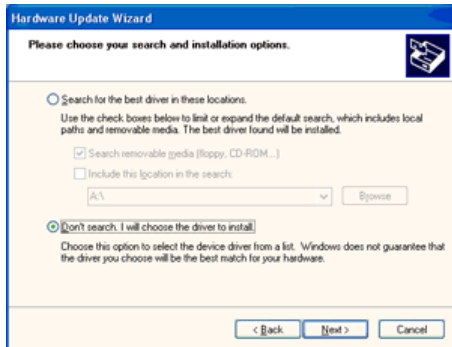 Hardware Update Wizard
Please choose your search and installation options.
Search for the best driver in these locations.
Use the check boxes below to limit or expand the default search, which includes local
paths and removable media. The best driver found will be installed.
Search removable media (floppy, CD-ROM...)
Include this location in the search:
A:\
Browse
Don't search. I will choose the driver to install.
Choose this option to select the device driver from a list. Windows does not guarantee that
the driver you choose will be the best match for your hardware.
< Back
Next >
Cancel